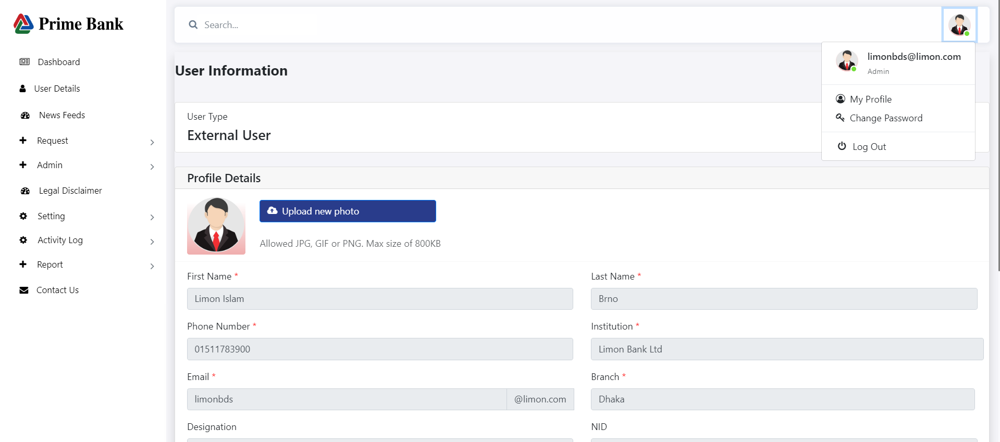 Prime Bank
Dashboard
User Details
News Feeds
Request
Admin
Legal Disclaimer
Setting
Activity Log
Report
Contact Us
Search...
limonbds@limon.com
Admin
My Profile
Change Password
Log Out
User Information
User Type
External User
Profile Details
Upload new photo
Allowed JPG, GIF or PNG. Max size of 800KB
First Name * Last Name *
Limon Islam Brno
Phone Number * Institution *
01511783900 Limon Bank Ltd
Email * Branch *
limonbds @limon.com Dhaka
Designation NID